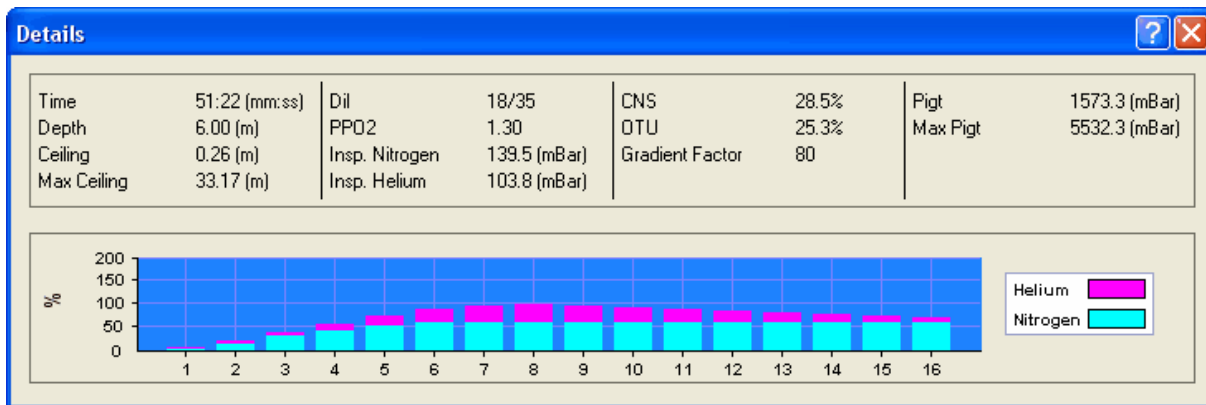 Details
Time 51:22 (mm:ss)
Depth 6.00 (m)
Ceiling 0.26 (m)
Max Ceiling 33.17 (m)
Dil 18/35
PPO2 1.30
Insp. Nitrogen 139.5 (mBar)
Insp. Helium 103.8 (mBar)
CNS 28.5%
OTU 25.3%
Gradient Factor 80
Pigt 1573.3 (mBar)
Max Pigt 5532.3 (mBar)
%
200
150
100
50
0
1 2 3 4 5 6 7 8 9 10 11 12 13 14 15 16
Helium
Nitrogen